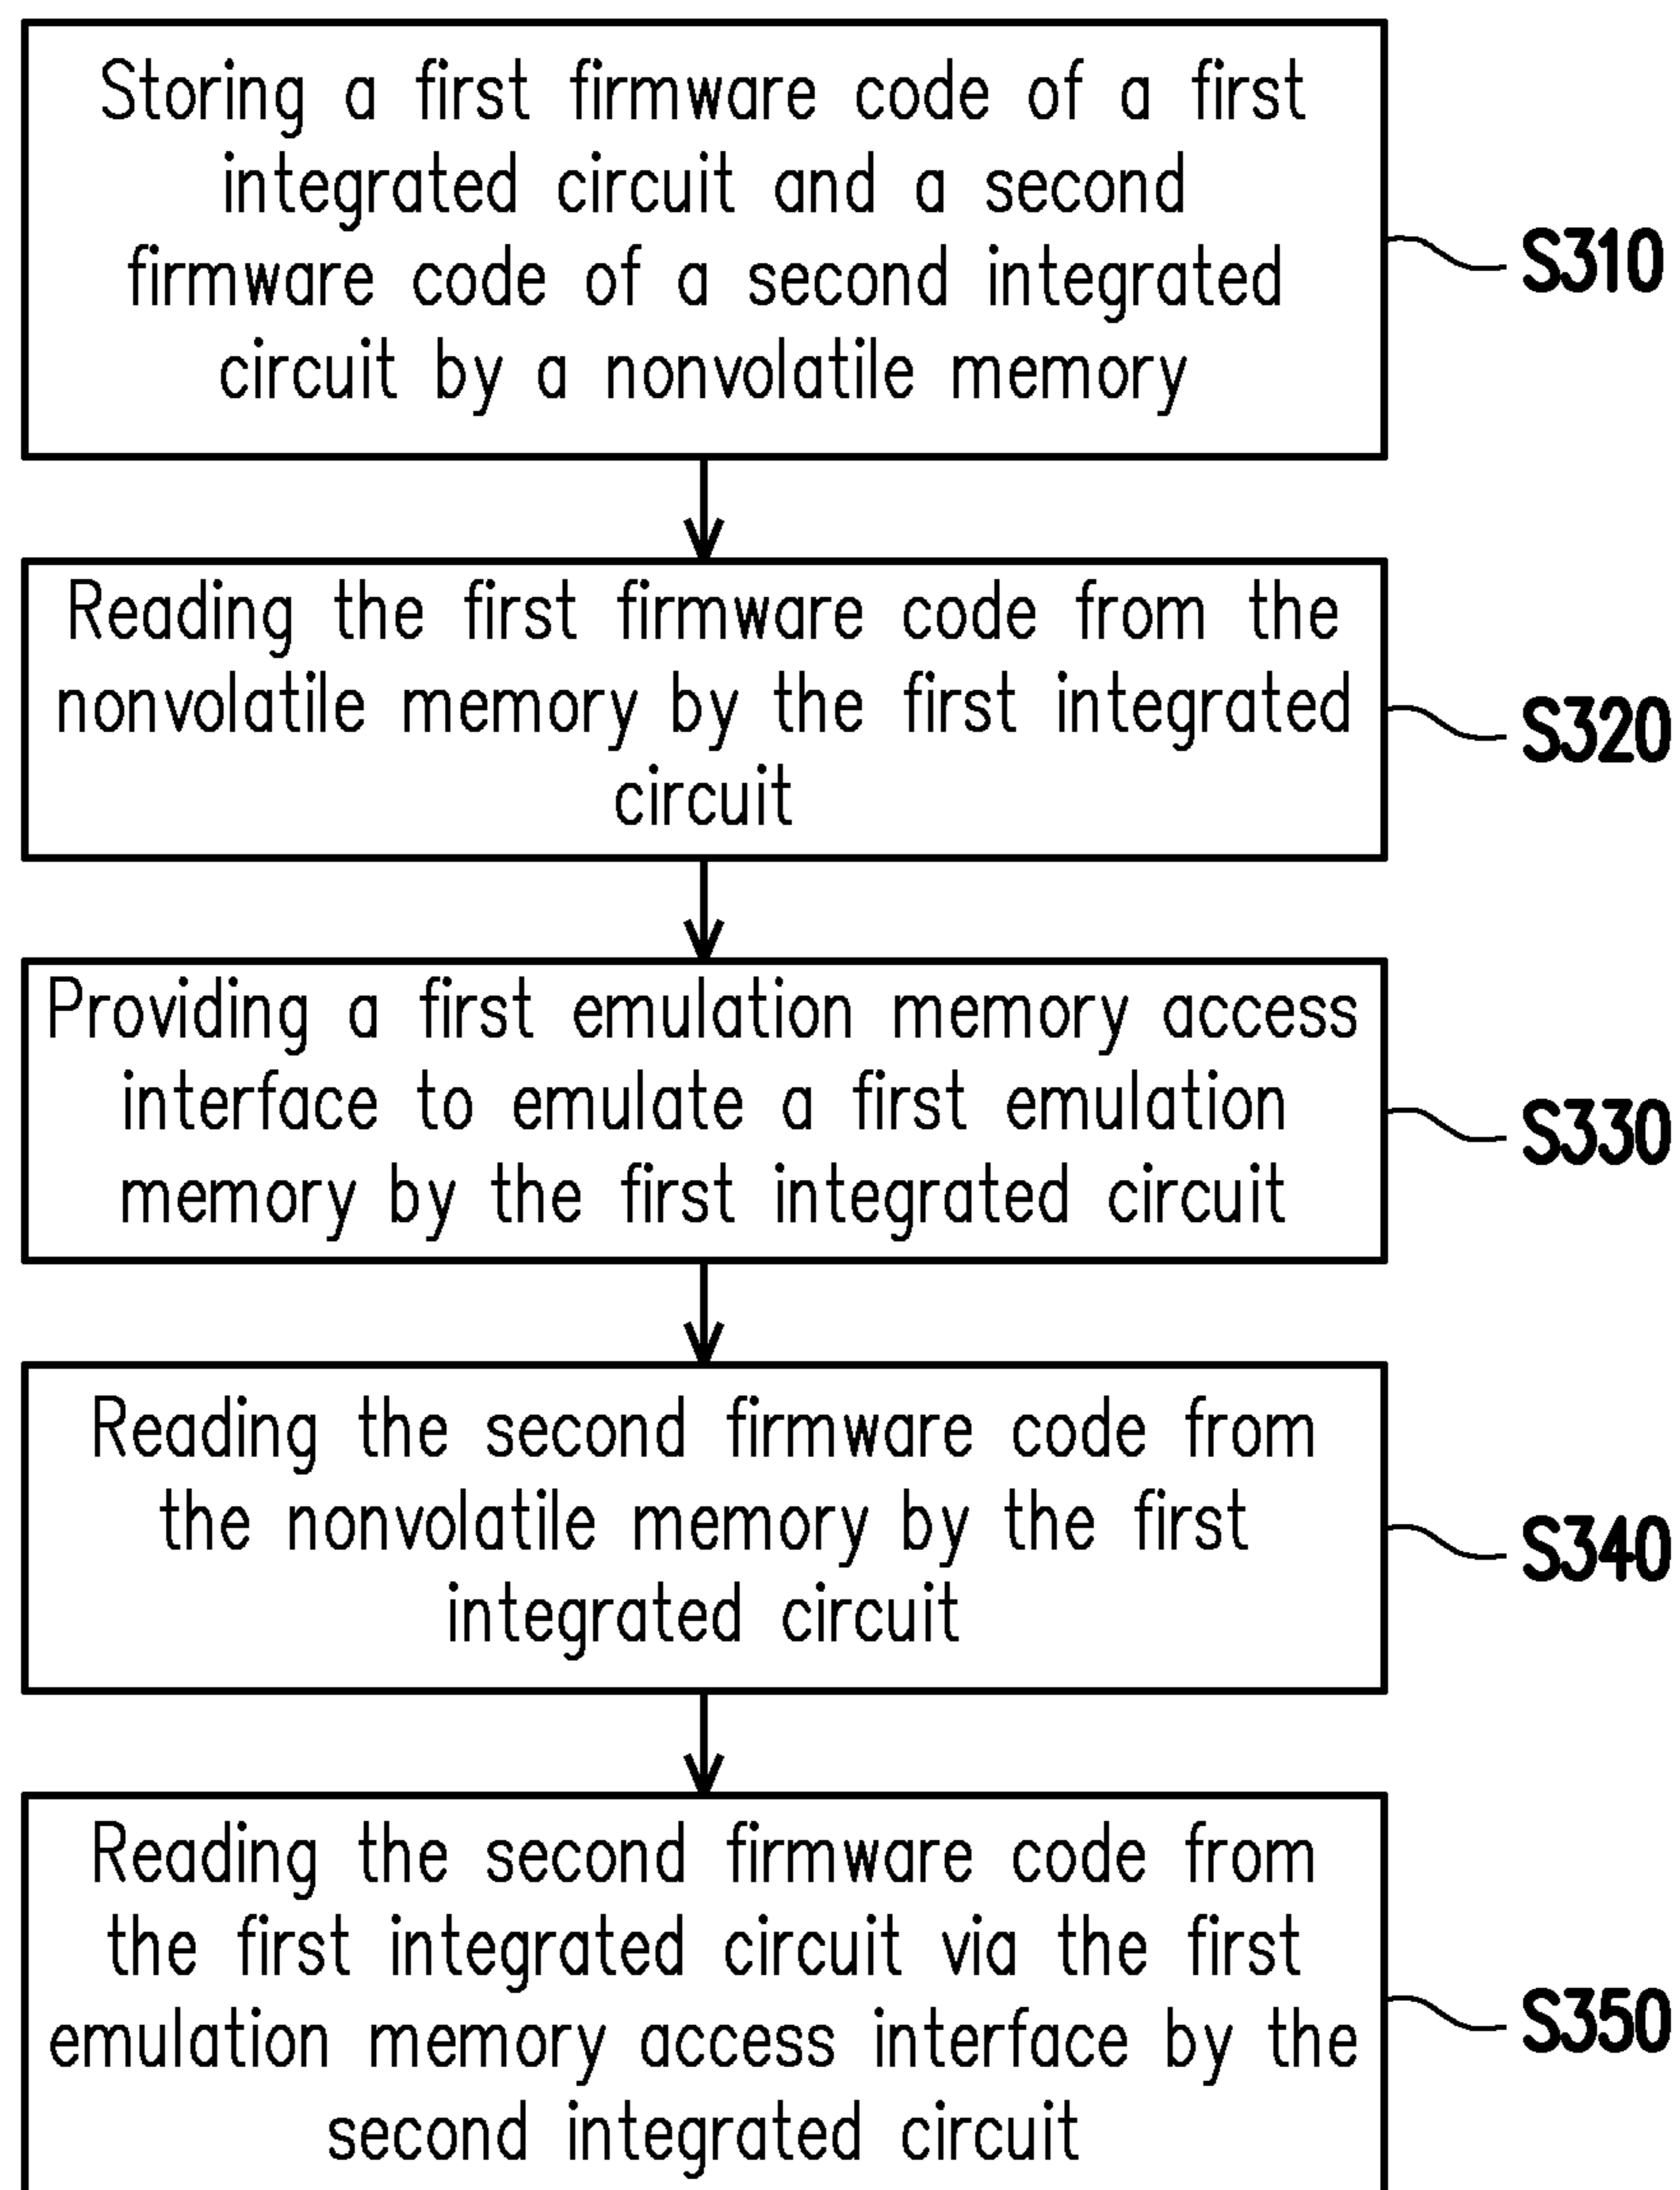 Storing a first firmware code of a first
integrated circuit and a second
firmware code of a second integrated
circuit by a nonvolatile memory
S310
Reading the first firmware code from the
nonvolatile memory by the first integrated
circuit
S320
Providing a first emulation memory access
interface to emulate a first emulation
memory by the first integrated circuit
S330
Reading the second firmware code from
the nonvolatile memory by the first
integrated circuit
S340
Reading the second firmware code from
the first integrated circuit via the first
emulation memory access interface by the
second integrated circuit
S350